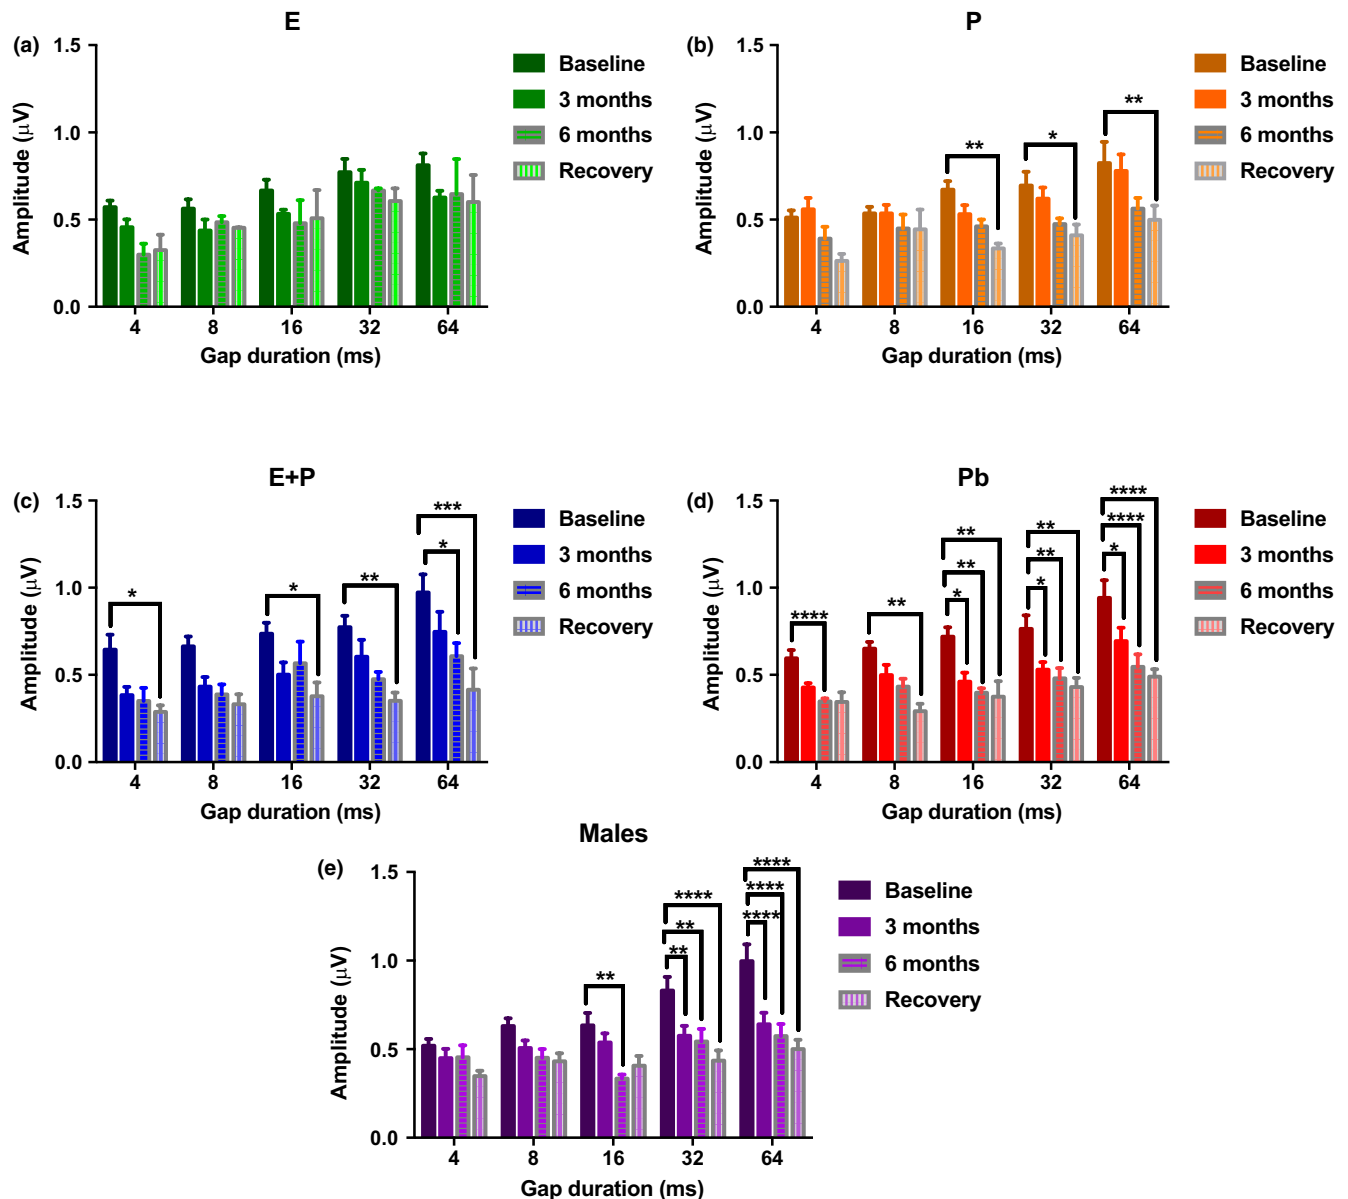 E
(a)
1.5
1.0
0.5
0.0
Amplitude (μV)
4 8 16 32 64
Gap duration (ms)
Baseline
3 months
6 months
Recovery
P
(b)
1.5
1.0
0.5
0.0
Amplitude (μV)
** * **
4 8 16 32 64
Gap duration (ms)
Baseline
3 months
6 months
Recovery
E+P
(c)
1.5
1.0
0.5
0.0
Amplitude (μV)
***
*
**
*
*
4 8 16 32 64
Gap duration (ms)
Baseline
3 months
6 months
Recovery
Pb
(d)
1.5
1.0
0.5
0.0
Amplitude (μV)
****
**
** ** *
** ** *
**** **** *
4 8 16 32 64
Gap duration (ms)
Baseline
3 months
6 months
Recovery
Males
(e)
1.5
1.0
0.5
0.0
Amplitude (μV)
**
**** ** **
**** **** ****
4 8 16 32 64
Gap duration (ms)
Baseline
3 months
6 months
Recovery